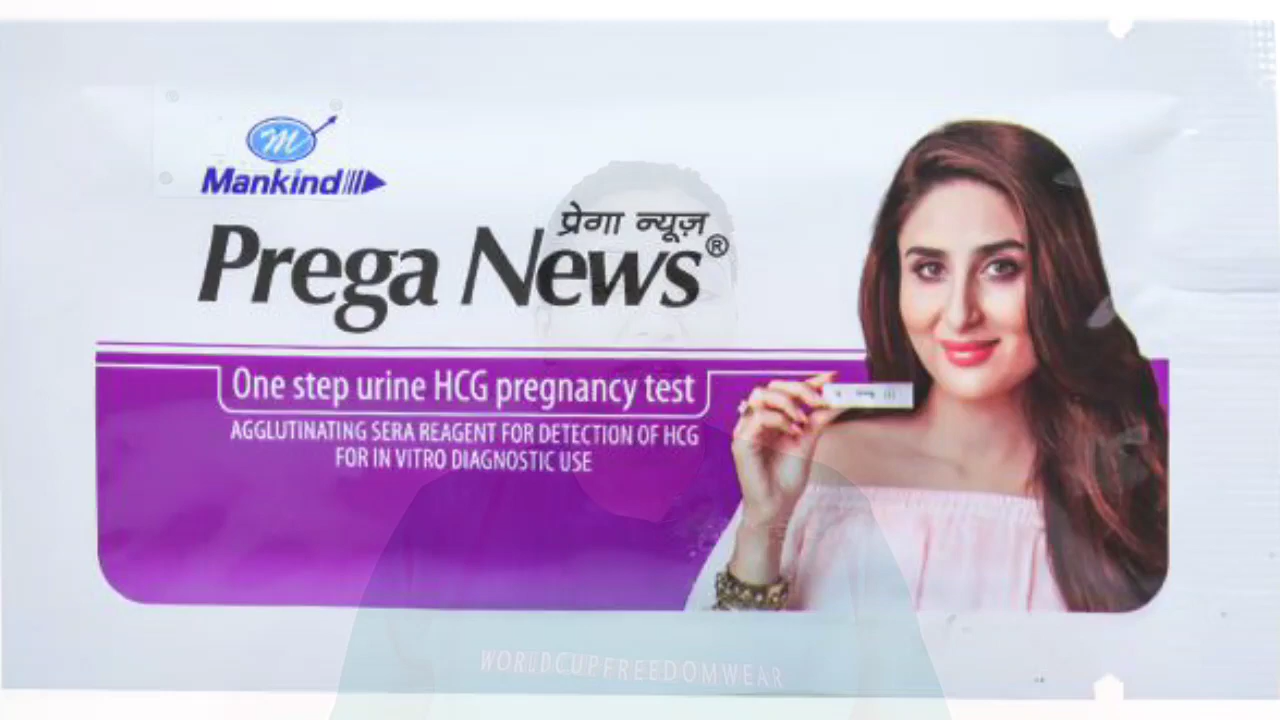 m
Mankind
प्रेगा न्यूज़
Prega News®
One step urine HCG pregnancy test
AGGLUTINATING SERA REAGENT FOR DETECTION OF HCG
FOR IN VITRO DIAGNOSTIC USE
WORLDCUPFREEDOMWEAR